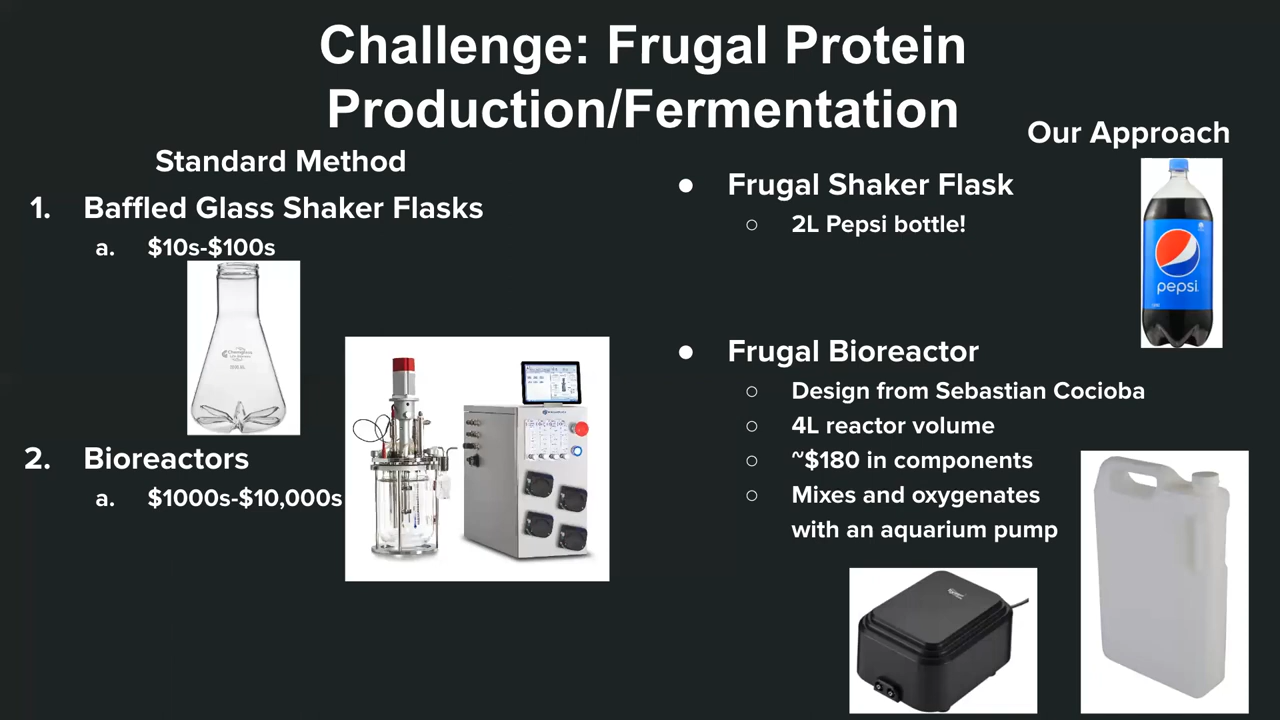 Challenge: Frugal Protein
Production/Fermentation
Standard Method
1. Baffled Glass Shaker Flasks
a. $10s-$100s
2. Bioreactors
a. $1000s-$10,000s
Our Approach
● Frugal Shaker Flask
○ 2L Pepsi bottle!
pepsi
● Frugal Bioreactor
○ Design from Sebastian Cocioba
○ 4L reactor volume
○ ~$180 in components
○ Mixes and oxygenates
with an aquarium pump